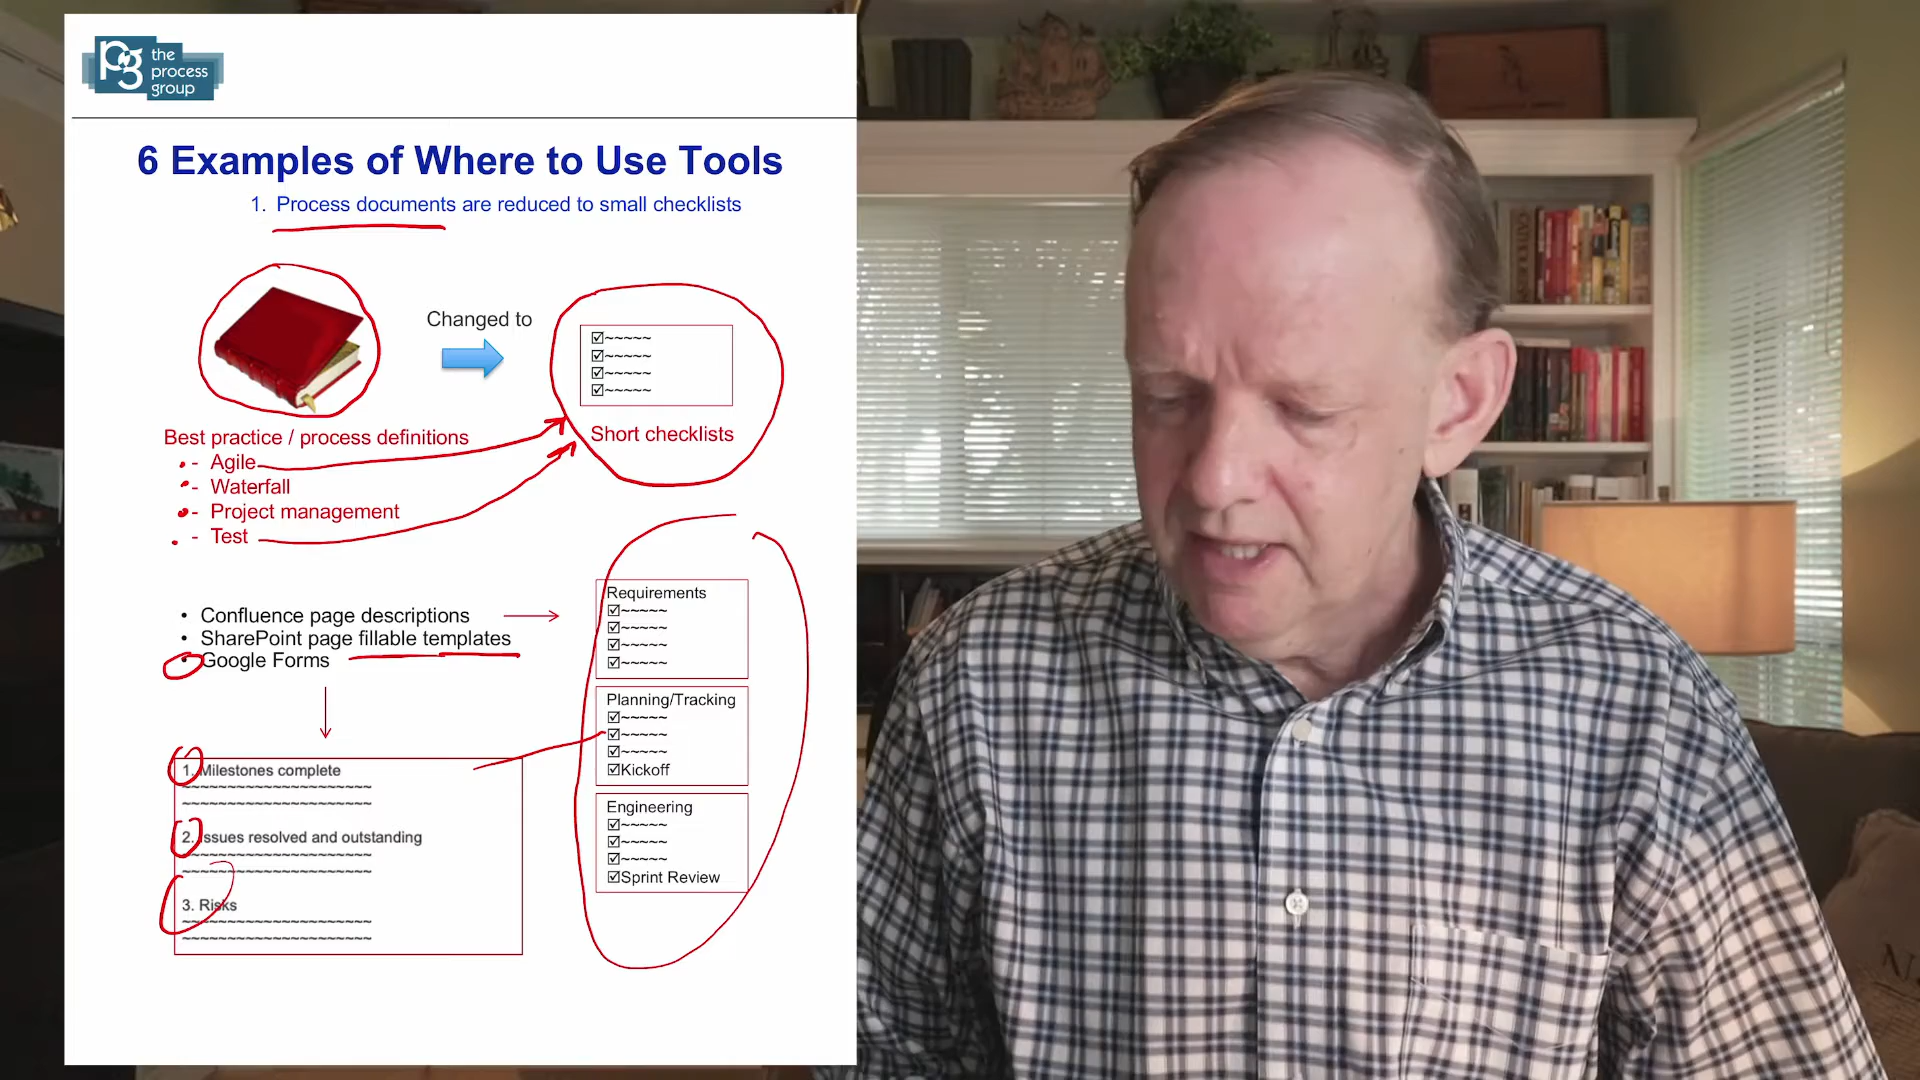 the
process
group
6 Examples of Where to Use Tools
1. Process documents are reduced to small checklists
Changed to
☑~~~~~
☑~~~~~
☑~~~~~
☑~~~~~
Short checklists
Best practice / process definitions
- Agile
- Waterfall
- Project management
- Test
• Confluence page descriptions
• SharePoint page fillable templates
• Google Forms
Requirements
☑~~~~~
☑~~~~~
☑~~~~~
☑~~~~~
Planning/Tracking
☑~~~~~
☑~~~~~
☑~~~~~
☑Kickoff
Engineering
☑~~~~~
☑~~~~~
☑~~~~~
☑Sprint Review
1. Milestones complete
~~~~~~~~~~~~~~~~~~~~~
~~~~~~~~~~~~~~~~~~~~~
2. Issues resolved and outstanding
~~~~~~~~~~~~~~~~~~~~~
~~~~~~~~~~~~~~~~~~~~~
3. Risks
~~~~~~~~~~~~~~~~~~~~~
~~~~~~~~~~~~~~~~~~~~~